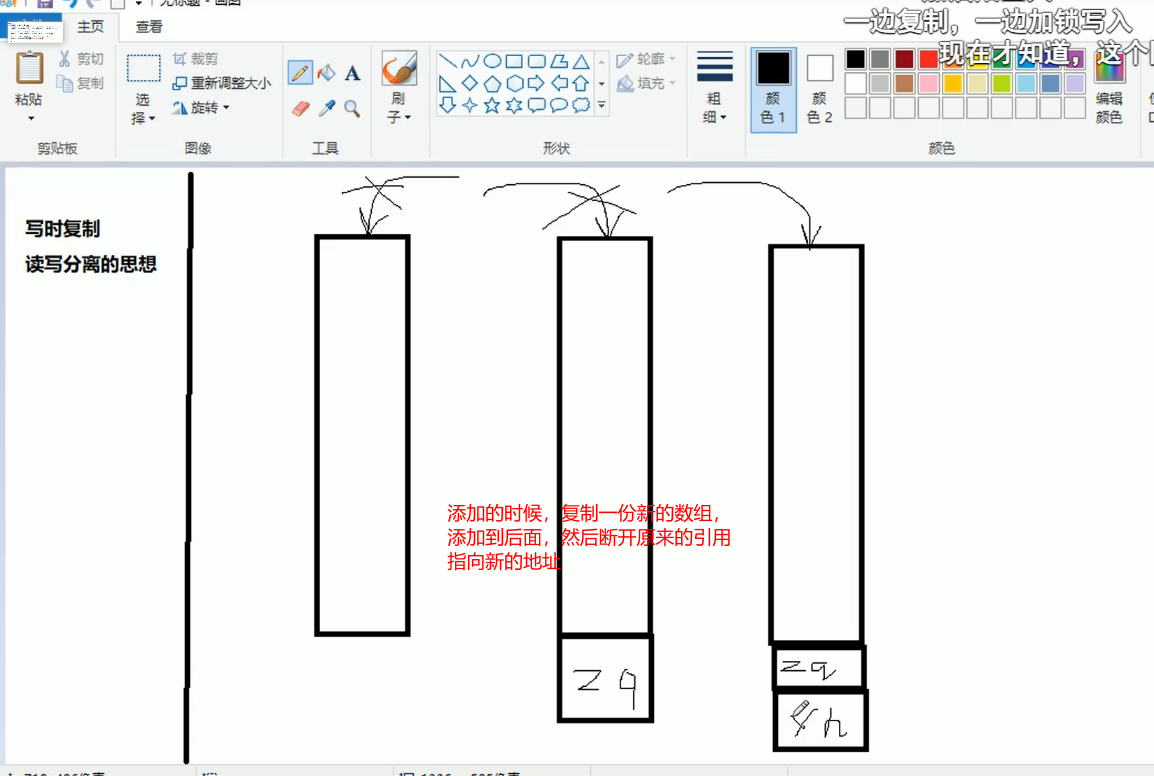 无标题 - 画图
一边复制，一边加锁写入
主页
查看
现在才知道，这个
剪切
复制
粘贴
裁剪
重新调整大小
旋转
选
择
刷
子
轮廓
填充
粗
细
颜
色 1
颜
色 2
编辑
颜色
剪贴板
图像
工具
形状
颜色
写时复制
读写分离的思想
添加的时候，复制一份新的数组，
添加到后面，然后断开原来的引用
指向新的地址
z q
z q